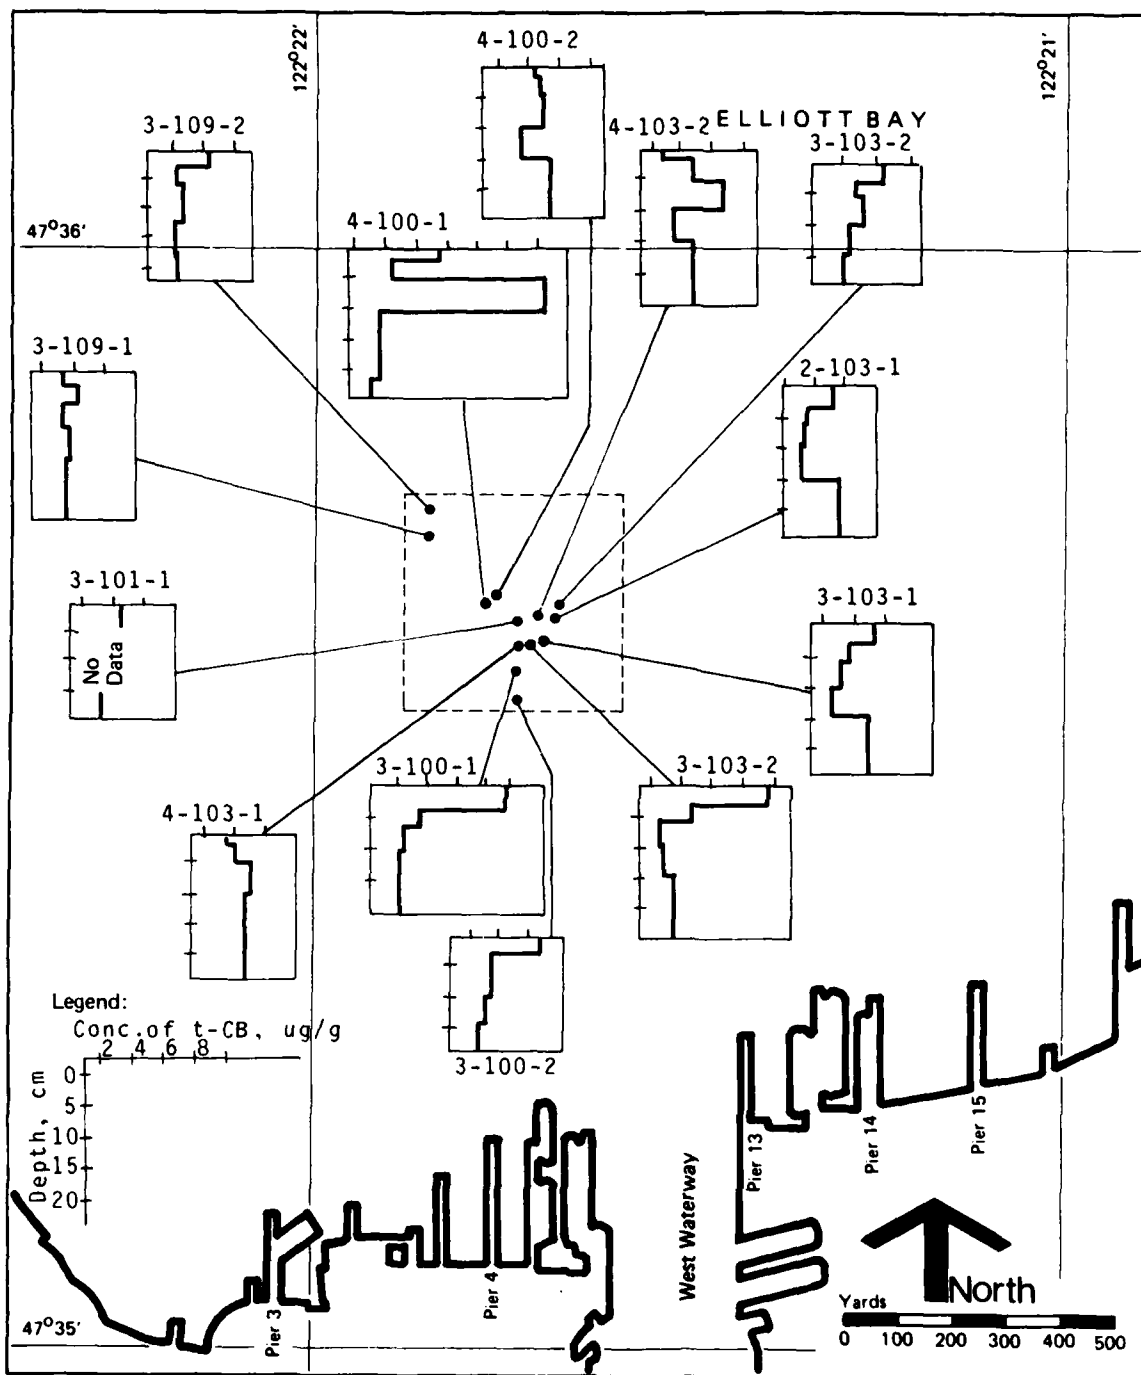 4-100-2
122°22'
122°21'
ELLIOTT BAY
3-109-2
4-103-2
3-103-2
47°36'
4-100-1
3-109-1
2-103-1
3-101-1
No
Data
3-103-1
3-100-1
3-103-2
4-103-1
3-100-2
Legend:
Conc.of t-CB, ug/g
2 4 6 8
Depth, cm
0
5
10
15
20
Pier 13
Pier 14
Pier 15
West Waterway
Pier 4
Pier 3
North
47°35'
Yards
0 100 200 300 400 500